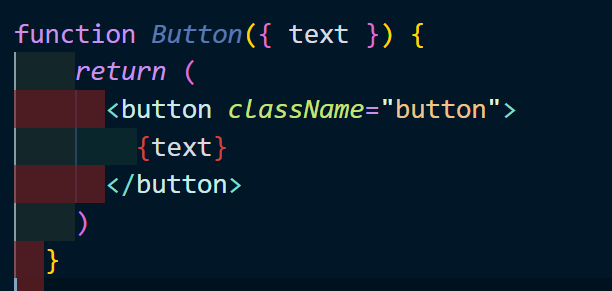 function Button({ text }) {
    return (
      <button className="button">
        {text}
      </button>
    )
  }